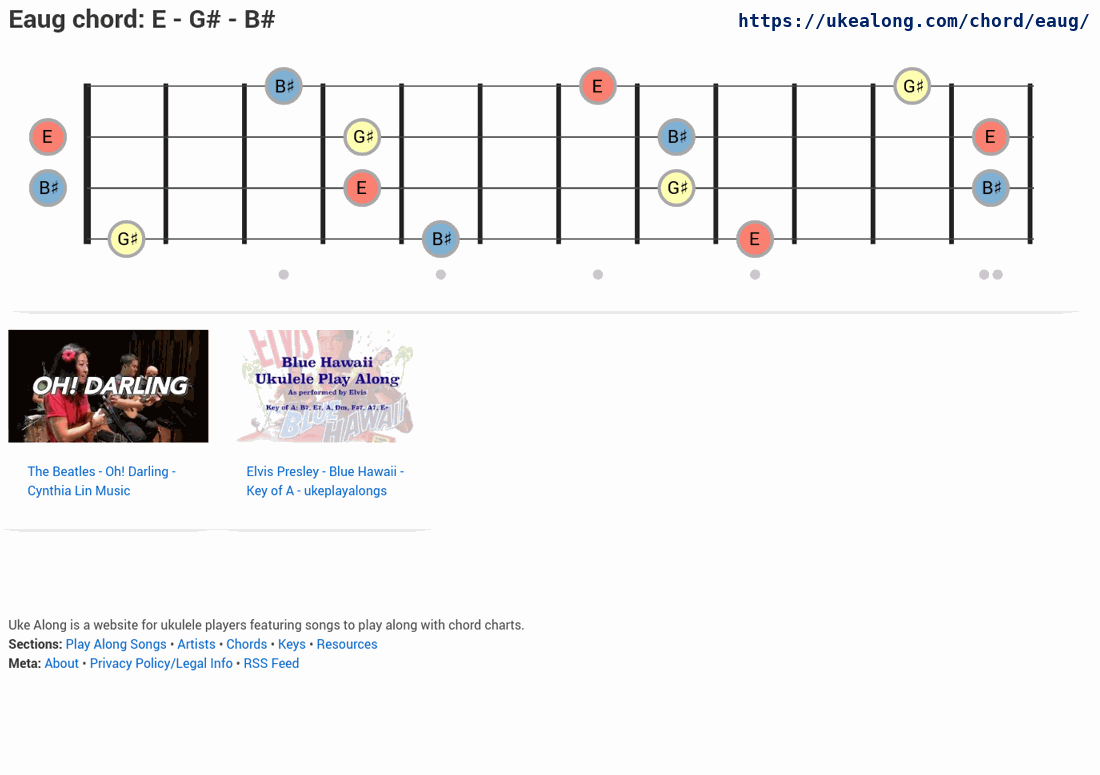 Eaug chord: E - G# - B#
https://ukealong.com/chord/eaug/
B♯ E G♯
E G♯ B♯ E
B♯ E G♯ B♯
G♯ B♯ E
OH! DARLING
ELVIS
Blue Hawaii
Ukulele Play Along
As performed by Elvis
Key of A: B7, E7, A, Dm, F#7, A7, E+
BLUE HAWAII
The Beatles - Oh! Darling -
Cynthia Lin Music
Elvis Presley - Blue Hawaii -
Key of A - ukeplayalongs
Uke Along is a website for ukulele players featuring songs to play along with chord charts.
Sections: Play Along Songs • Artists • Chords • Keys • Resources
Meta: About • Privacy Policy/Legal Info • RSS Feed